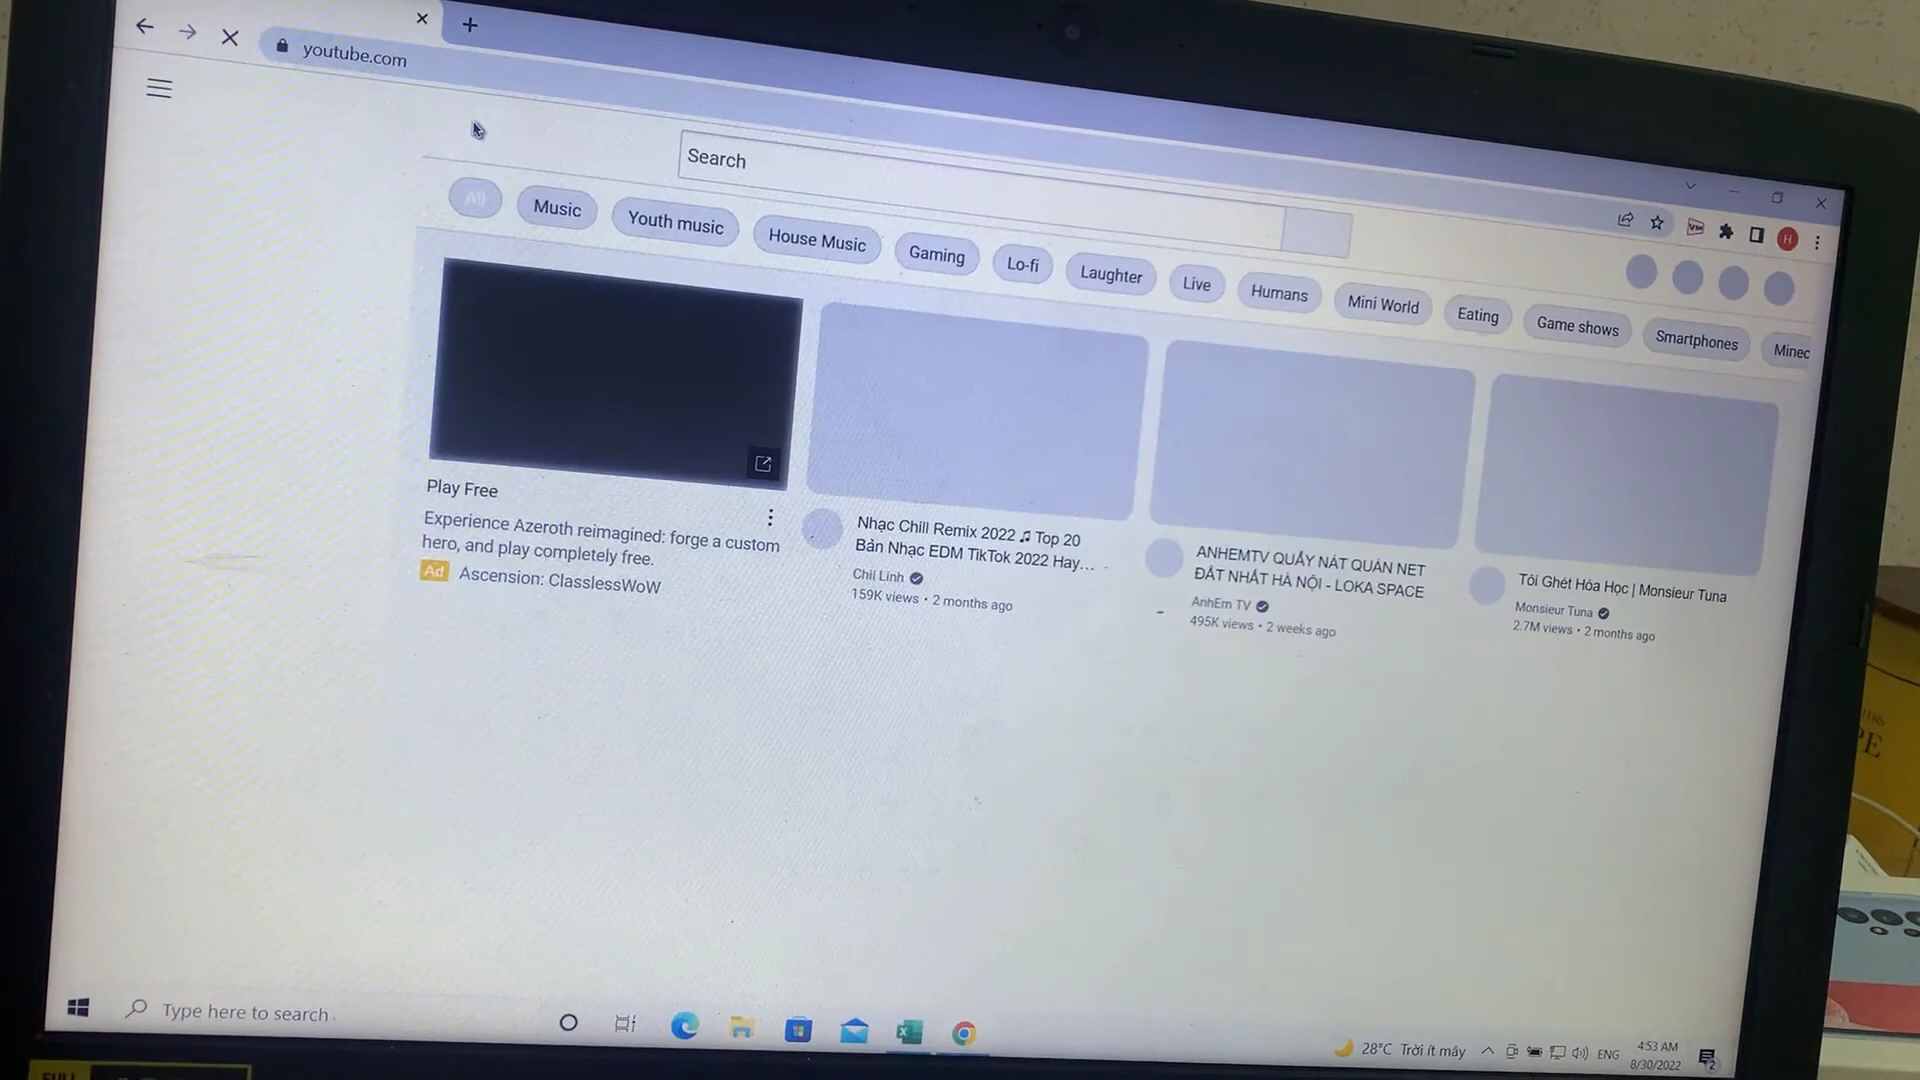 youtube.com
Search
All
Music
Youth music
House Music
Gaming
Lo-fi
Laughter
Live
Humans
Mini World
Eating
Game shows
Smartphones
Minec
H
Play Free
Experience Azeroth reimagined: forge a custom
hero, and play completely free.
Ad Ascension: ClasslessWoW
Nhạc Chill Remix 2022 ♫ Top 20
Bản Nhạc EDM TikTok 2022 Hay...
Chii Linh
159K views • 2 months ago
ANHEMTV QUẨY NÁT QUÁN NET
ĐẮT NHẤT HÀ NỘI - LOKA SPACE
AnhEm TV
495K views • 2 weeks ago
Tôi Ghét Hóa Học | Monsieur Tuna
Monsieur Tuna
2.7M views • 2 months ago
Type here to search
28°C Trời ít mây
ENG
4:53 AM
8/30/2022
2
FULL